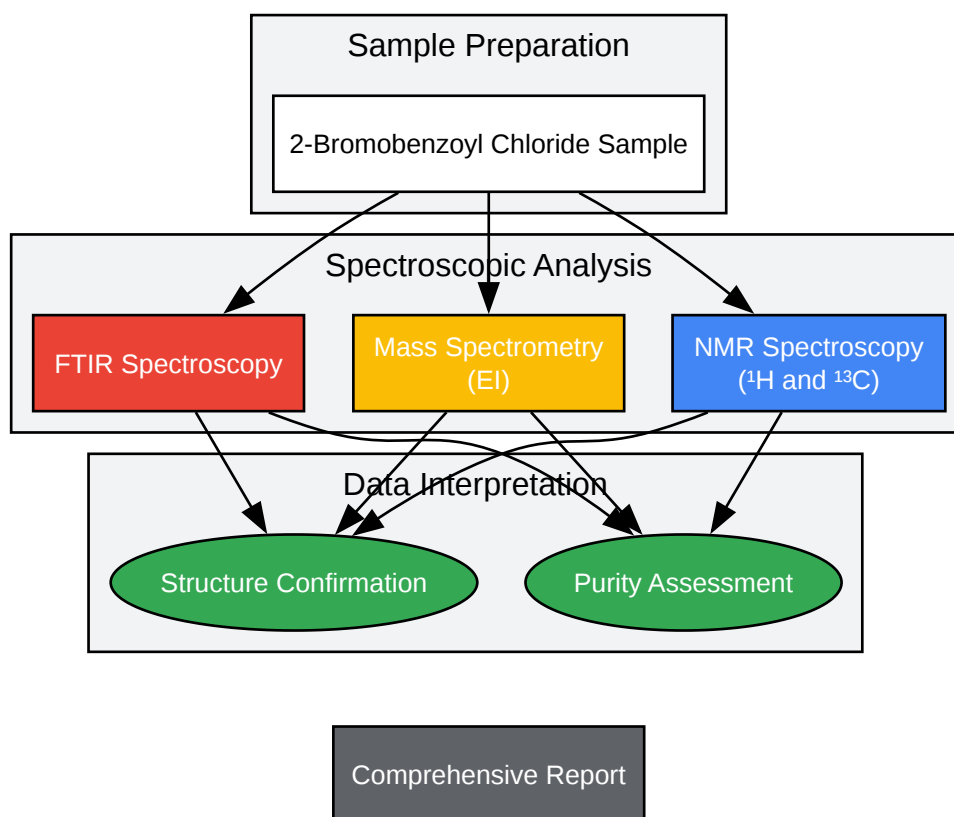 Sample Preparation
2-Bromobenzoyl Chloride Sample
Spectroscopic Analysis
FTIR Spectroscopy
Mass Spectrometry
(EI)
NMR Spectroscopy
(¹H and ¹³C)
Data Interpretation
Structure Confirmation
Purity Assessment
Comprehensive Report